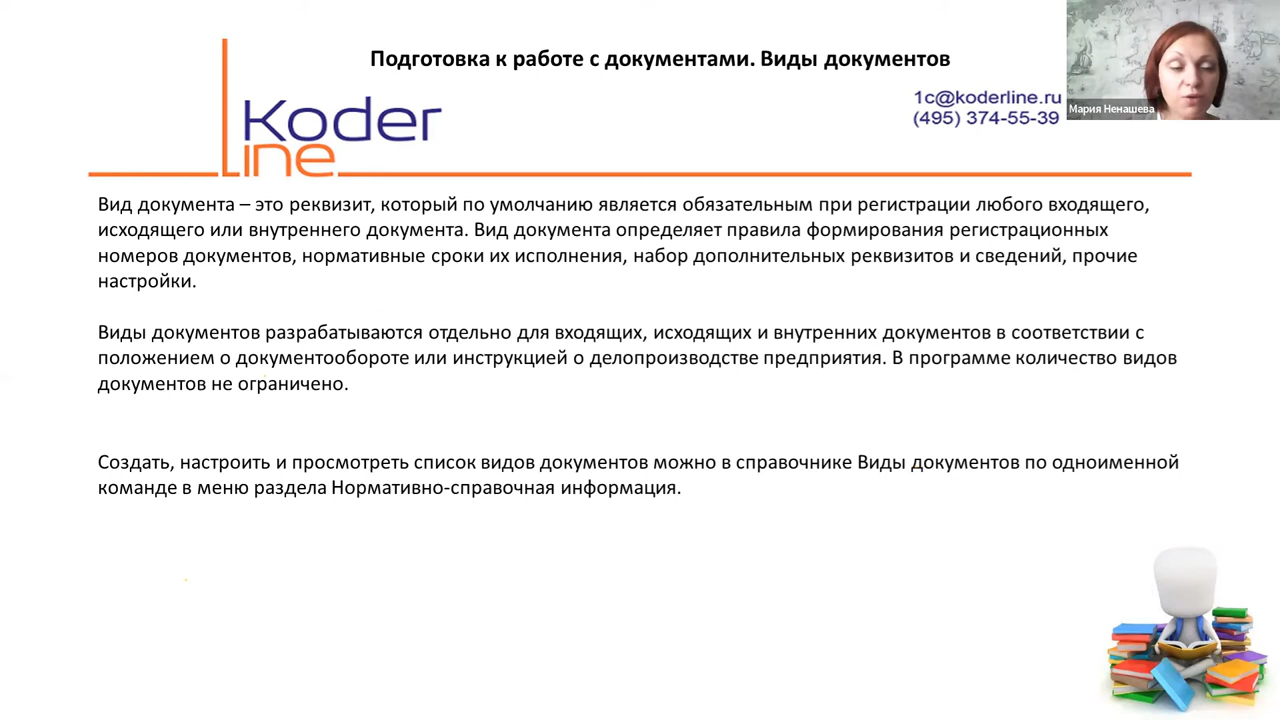 Подготовка к работе с документами. Виды документов
Koder
Line
1c@koderline.ru
(495) 374-55-39
Мария Ненашева
Вид документа – это реквизит, который по умолчанию является обязательным при регистрации любого входящего,
исходящего или внутреннего документа. Вид документа определяет правила формирования регистрационных
номеров документов, нормативные сроки их исполнения, набор дополнительных реквизитов и сведений, прочие
настройки.
Виды документов разрабатываются отдельно для входящих, исходящих и внутренних документов в соответствии с
положением о документообороте или инструкцией о делопроизводстве предприятия. В программе количество видов
документов не ограничено.
Создать, настроить и просмотреть список видов документов можно в справочнике Виды документов по одноименной
команде в меню раздела Нормативно-справочная информация.